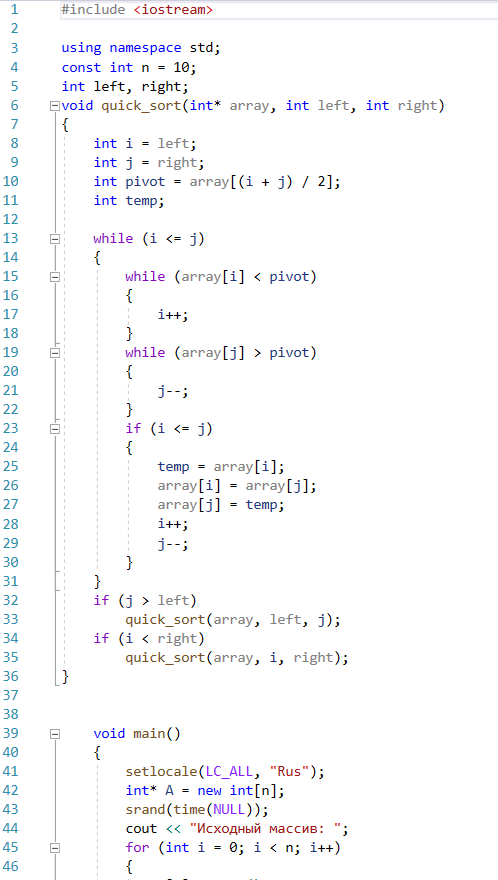 1 #include <iostream>
2
3 using namespace std;
4 const int n = 10;
5 int left, right;
6 void quick_sort(int* array, int left, int right)
7 {
8 int i = left;
9 int j = right;
10 int pivot = array[(i + j) / 2];
11 int temp;
12
13 while (i <= j)
14 {
15 while (array[i] < pivot)
16 {
17 i++;
18 }
19 while (array[j] > pivot)
20 {
21 j--;
22 }
23 if (i <= j)
24 {
25 temp = array[i];
26 array[i] = array[j];
27 array[j] = temp;
28 i++;
29 j--;
30 }
31 }
32 if (j > left)
33 quick_sort(array, left, j);
34 if (i < right)
35 quick_sort(array, i, right);
36 }
37
38
39 void main()
40 {
41 setlocale(LC_ALL, "Rus");
42 int* A = new int[n];
43 srand(time(NULL));
44 cout << "Исходный массив: ";
45 for (int i = 0; i < n; i++)
46 {